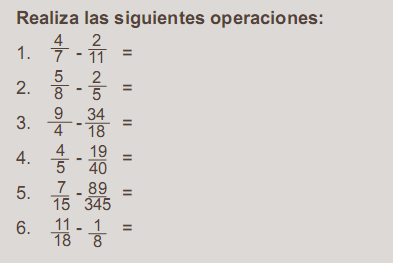 Realiza las siguientes operaciones:
1. 4/7 - 2/11 =
2. 5/8 - 2/5 =
3. 9/4 - 34/18 =
4. 4/5 - 19/40 =
5. 7/15 - 89/345 =
6. 11/18 - 1/8 =